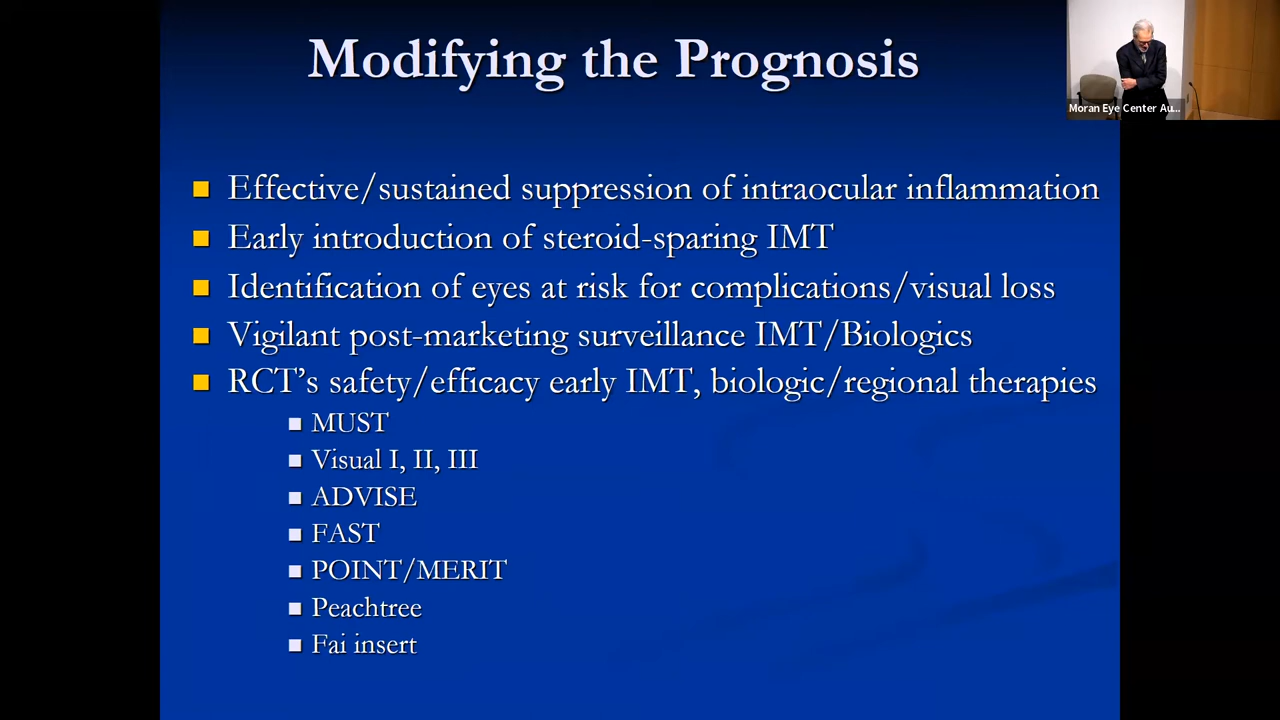 Modifying the Prognosis
Moran Eye Center Au...
Effective/sustained suppression of intraocular inflammation
Early introduction of steroid-sparing IMT
Identification of eyes at risk for complications/visual loss
Vigilant post-marketing surveillance IMT/Biologics
RCT’s safety/efficacy early IMT, biologic/regional therapies
MUST
Visual I, II, III
ADVISE
FAST
POINT/MERIT
Peachtree
Fai insert